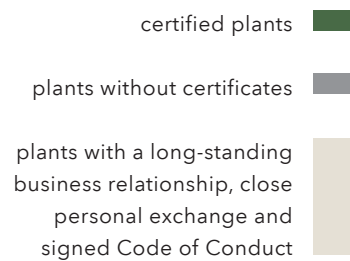 certified plants
plants without certificates
plants with a long-standing
business relationship, close
personal exchange and
signed Code of Conduct